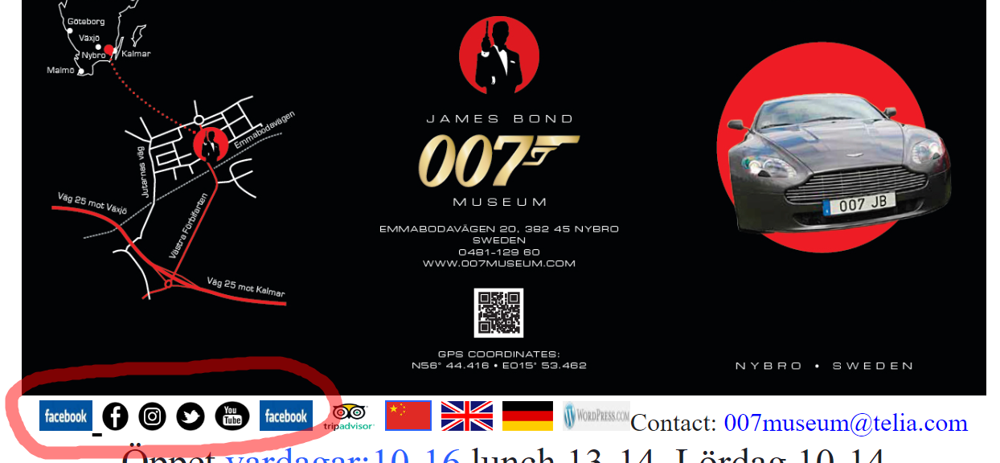 Göteborg
Växjö
Nybro
Kalmar
Malmö
Emmabodavägen
Jutarnas väg
Väg 25 mot Växjö
Västra Förbifarten
Väg 25 mot Kalmar
JAMES BOND
007
MUSEUM
EMMABODAVÄGEN 20, 382 45 NYBRO
SWEDEN
0481-129 60
WWW.007MUSEUM.COM
GPS COORDINATES:
N56° 44.416 • E015° 53.462
007 JB
NYBRO • SWEDEN
facebook f You Tube facebook tripadvisor WORDPRESS.COM Contact: 007museum@telia.com
Öppet vardagar:10-16 lunch 13-14 Lördag 10-14